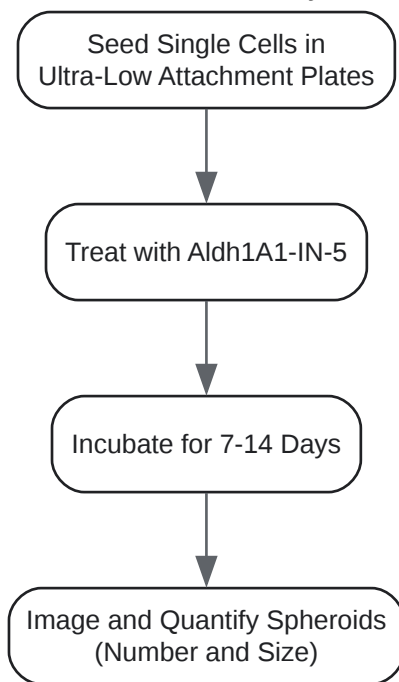 Seed Single Cells in
Ultra-Low Attachment Plates
Treat with Aldh1A1-IN-5
Incubate for 7-14 Days
Image and Quantify Spheroids
(Number and Size)